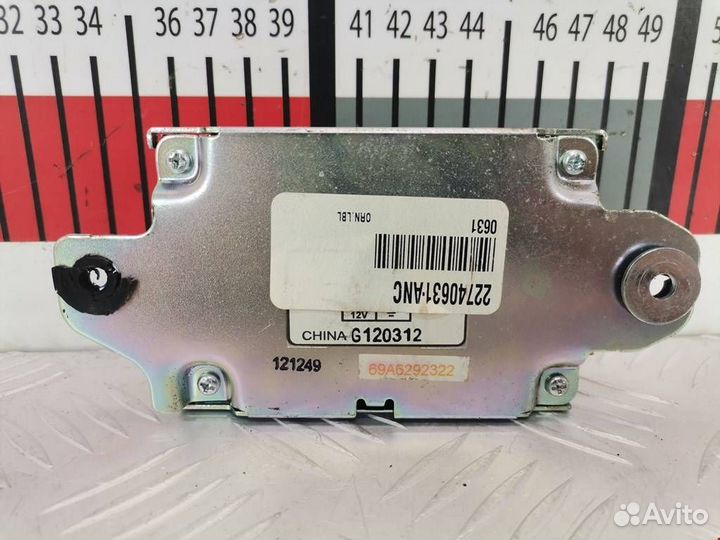 32 33 34 36 37 38 39 41 42 43 44 46 47 48 49
ORN.LBL
0631
22740631-ANC
12V =
CHINA G120312
121249
69A6292322
Avito